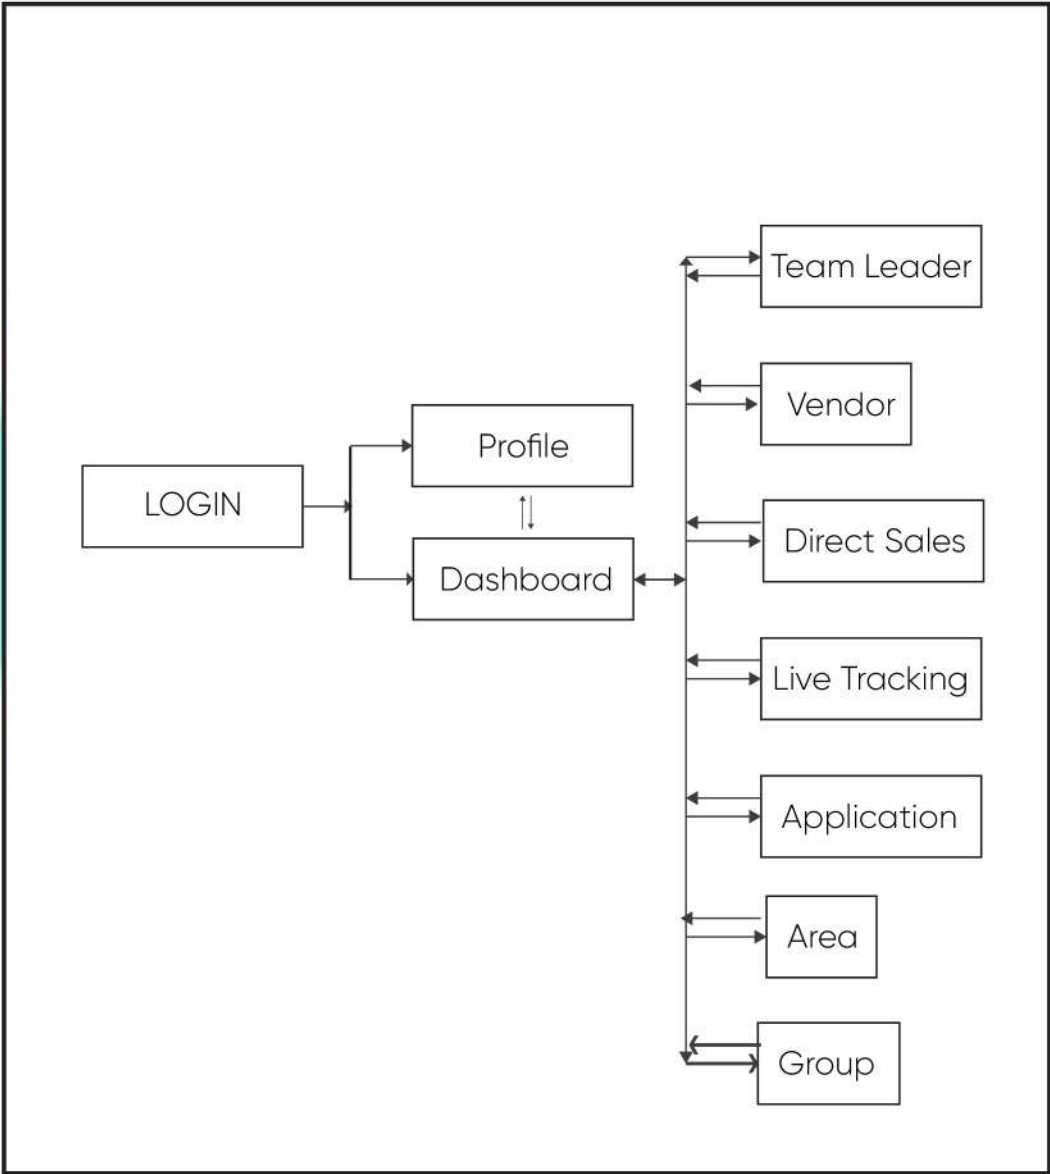 LOGIN
Profile
Dashboard
Team Leader
Vendor
Direct Sales
Live Tracking
Application
Area
Group